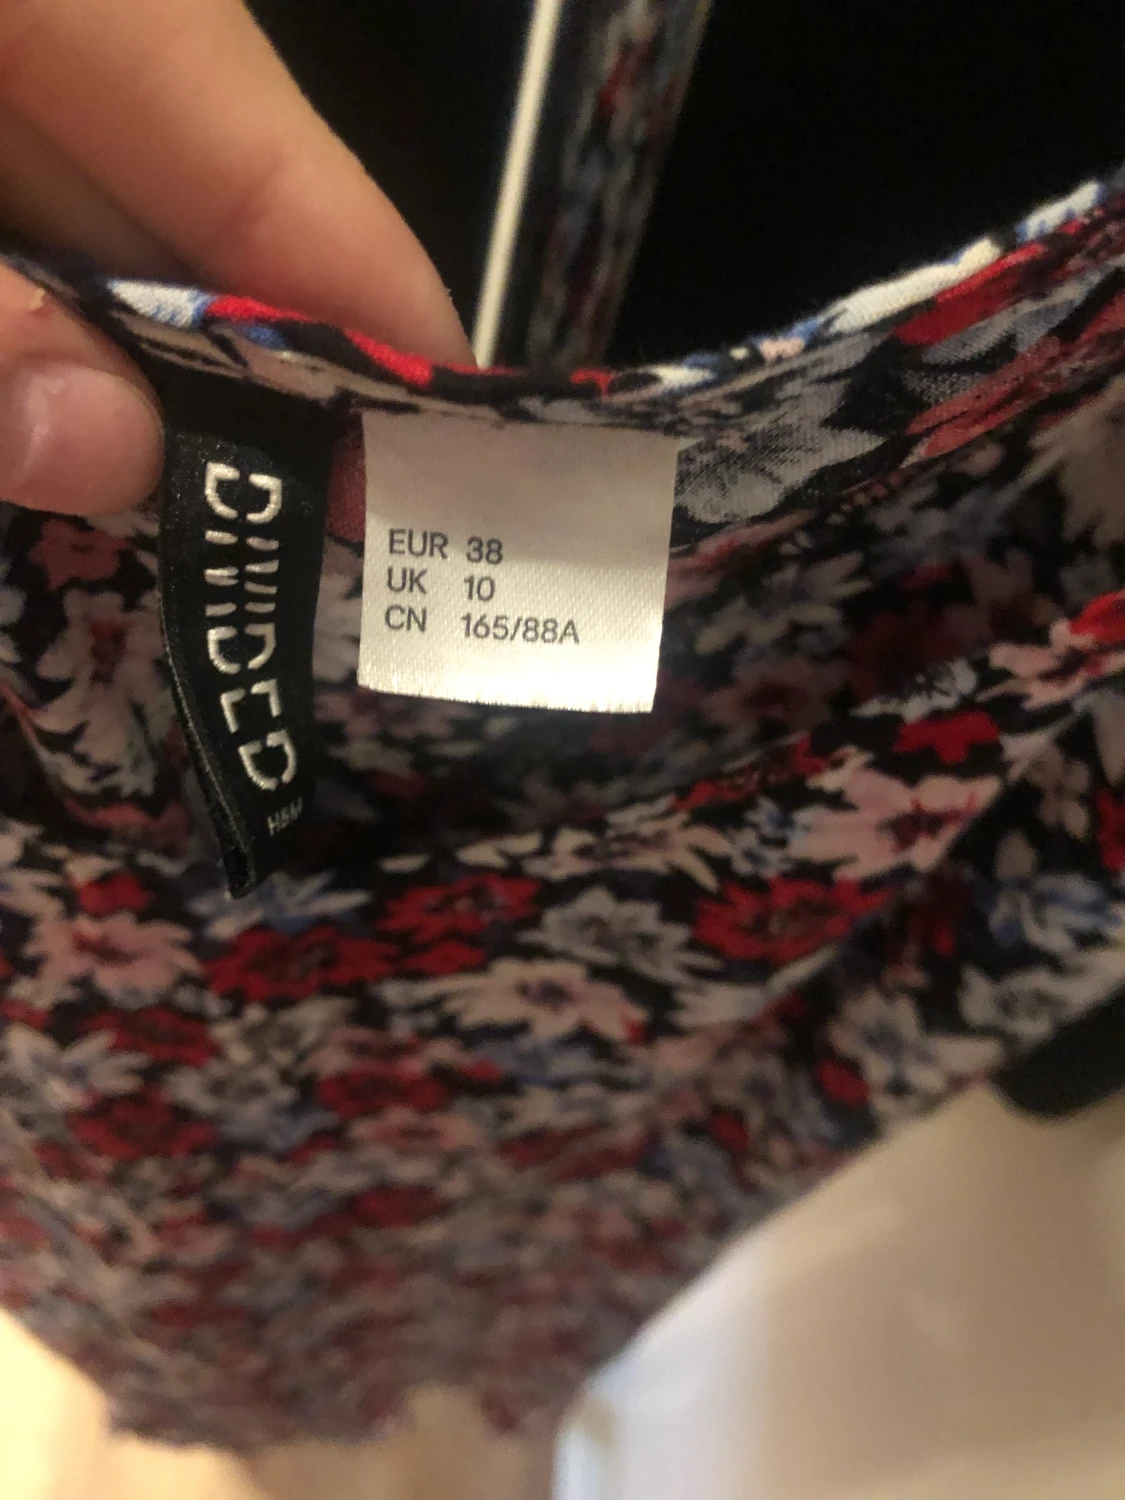 DIVIDED
H&M
EUR 38
UK 10
CN 165/88A